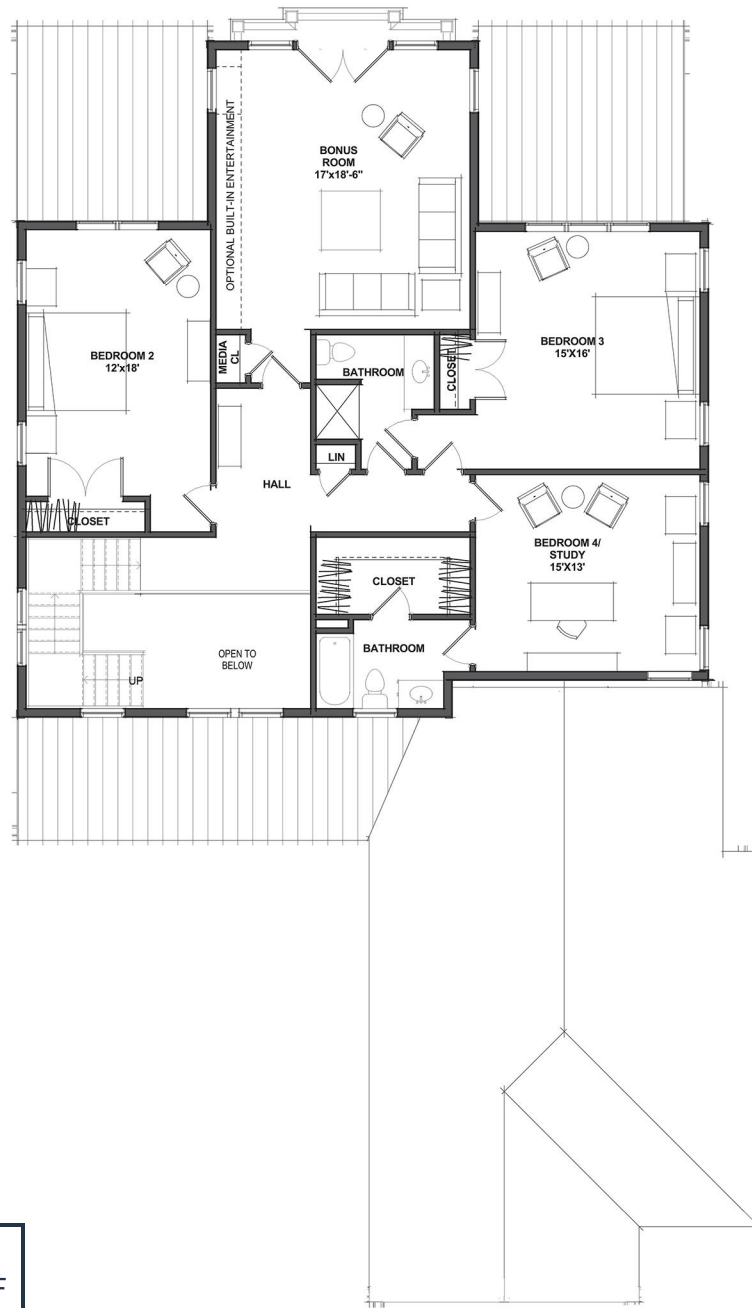 OPTIONAL BUILT-IN ENTERTAINMENT
BONUS
ROOM
17'x18'-6"
BEDROOM 2
12'x18'
MEDIA
CL
BATHROOM
CLOSET
BEDROOM 3
15'X16'
LIN
HALL
CLOSET
BEDROOM 4/
STUDY
15'X13'
CLOSET
BATHROOM
OPEN TO
BELOW
UP